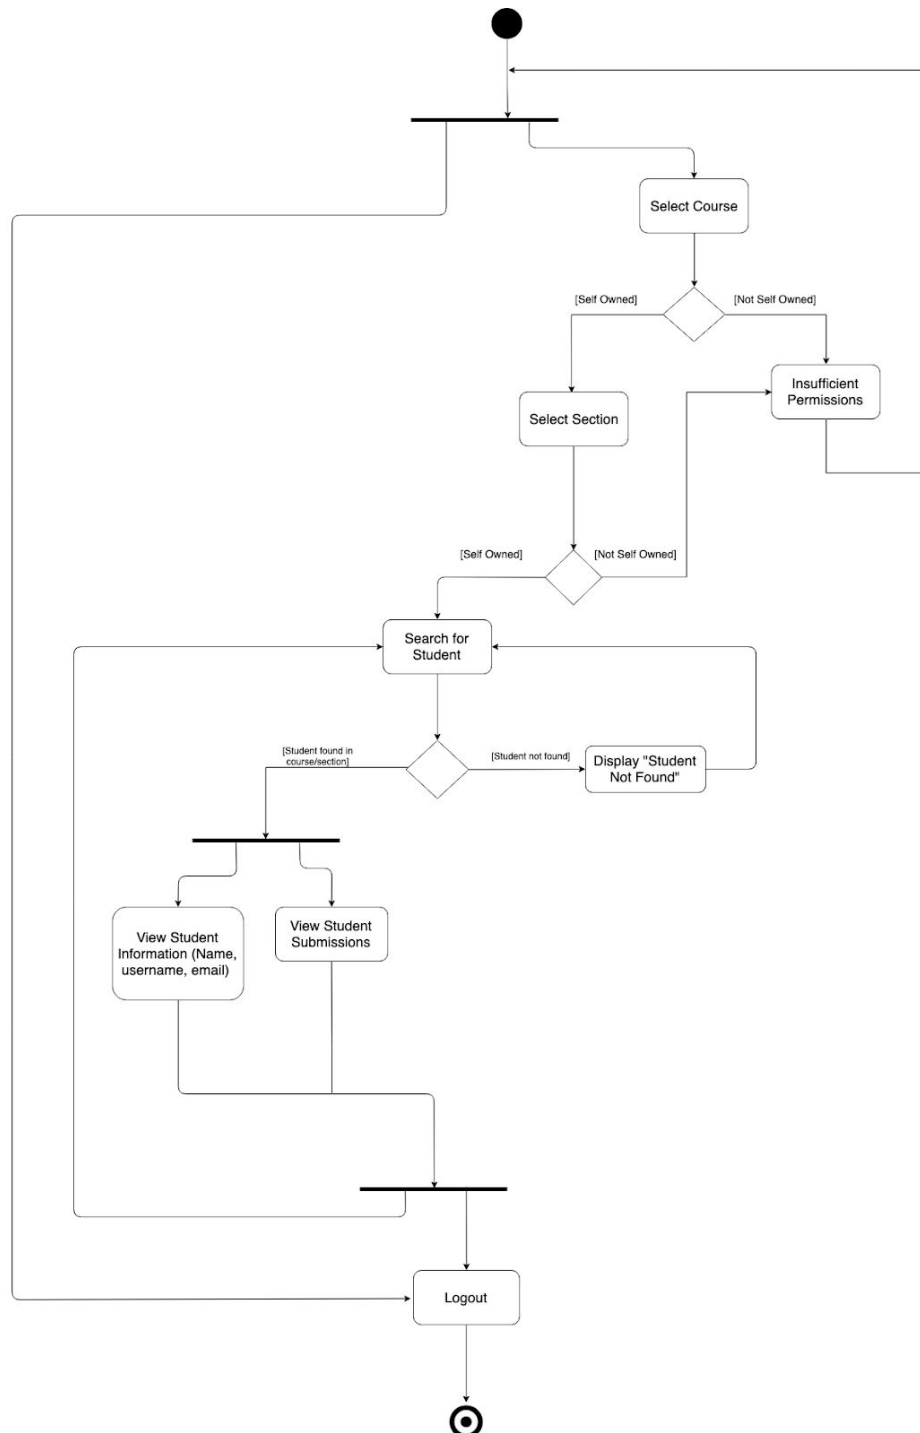 Select Course
[Self Owned]
[Not Self Owned]
Insufficient
Permissions
Select Section
[Self Owned]
[Not Self Owned]
Search for
Student
[Student found in
course/section]
[Student not found]
Display "Student
Not Found"
View Student
Information (Name,
username, email)
View Student
Submissions
Logout